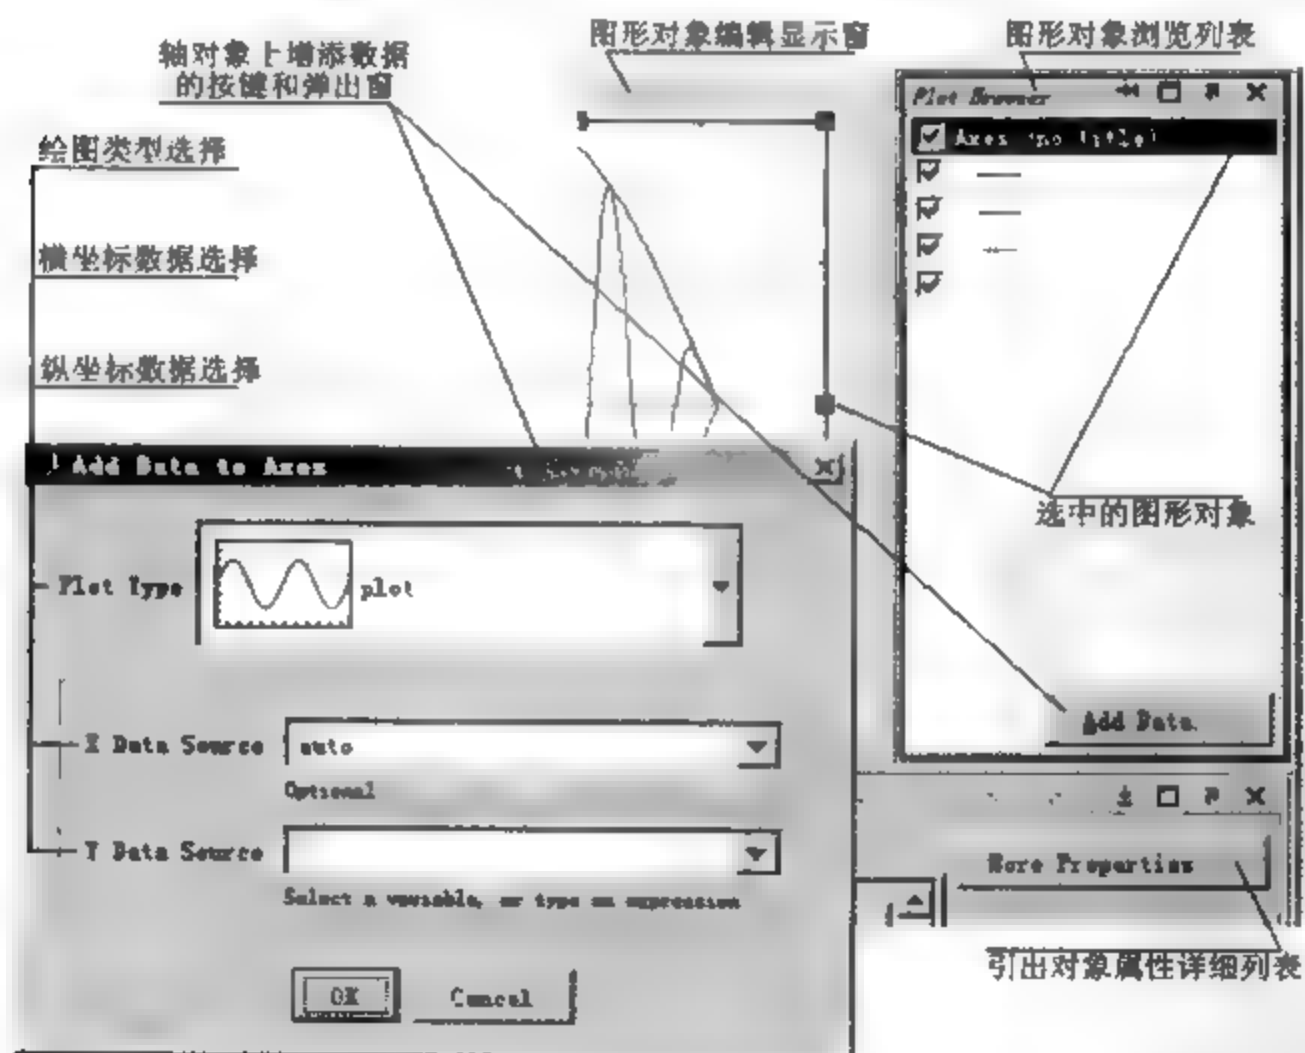 图形对象编辑显示窗
图形对象浏览列表
轴对象上增添数据
的按键和弹出窗
绘图类型选择
横坐标数据选择
纵坐标数据选择
Plot Browser
Axes (no title)
选中的图形对象
Add Data to Axes
Plot Type
plot
Add Data
X Data Source
auto
Optional
Y Data Source
Select a variable, or type an expression
More Properties
引出对象属性详细列表
OK
Cancel